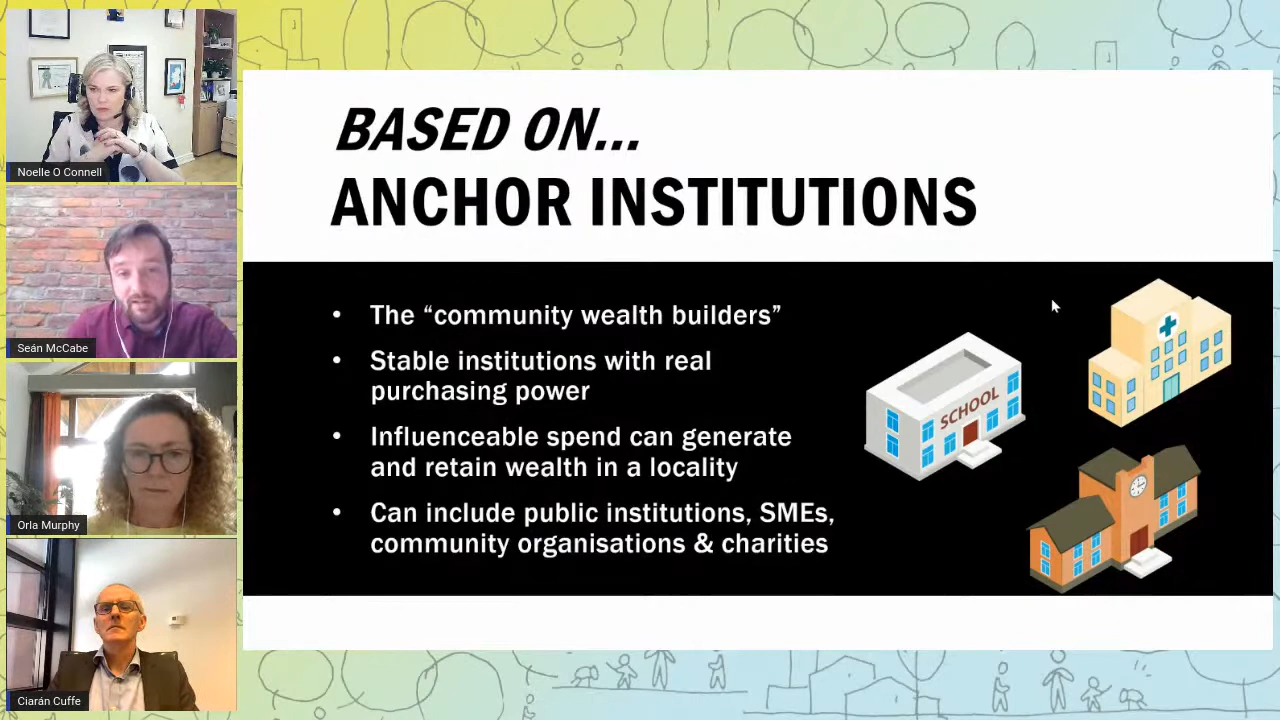 Noelle O Connell
Seán McCabe
Orla Murphy
Ciarán Cuffe
BASED ON...
ANCHOR INSTITUTIONS
• The “community wealth builders”
• Stable institutions with real
purchasing power
• Influenceable spend can generate
and retain wealth in a locality
• Can include public institutions, SMEs,
community organisations & charities
SCHOOL